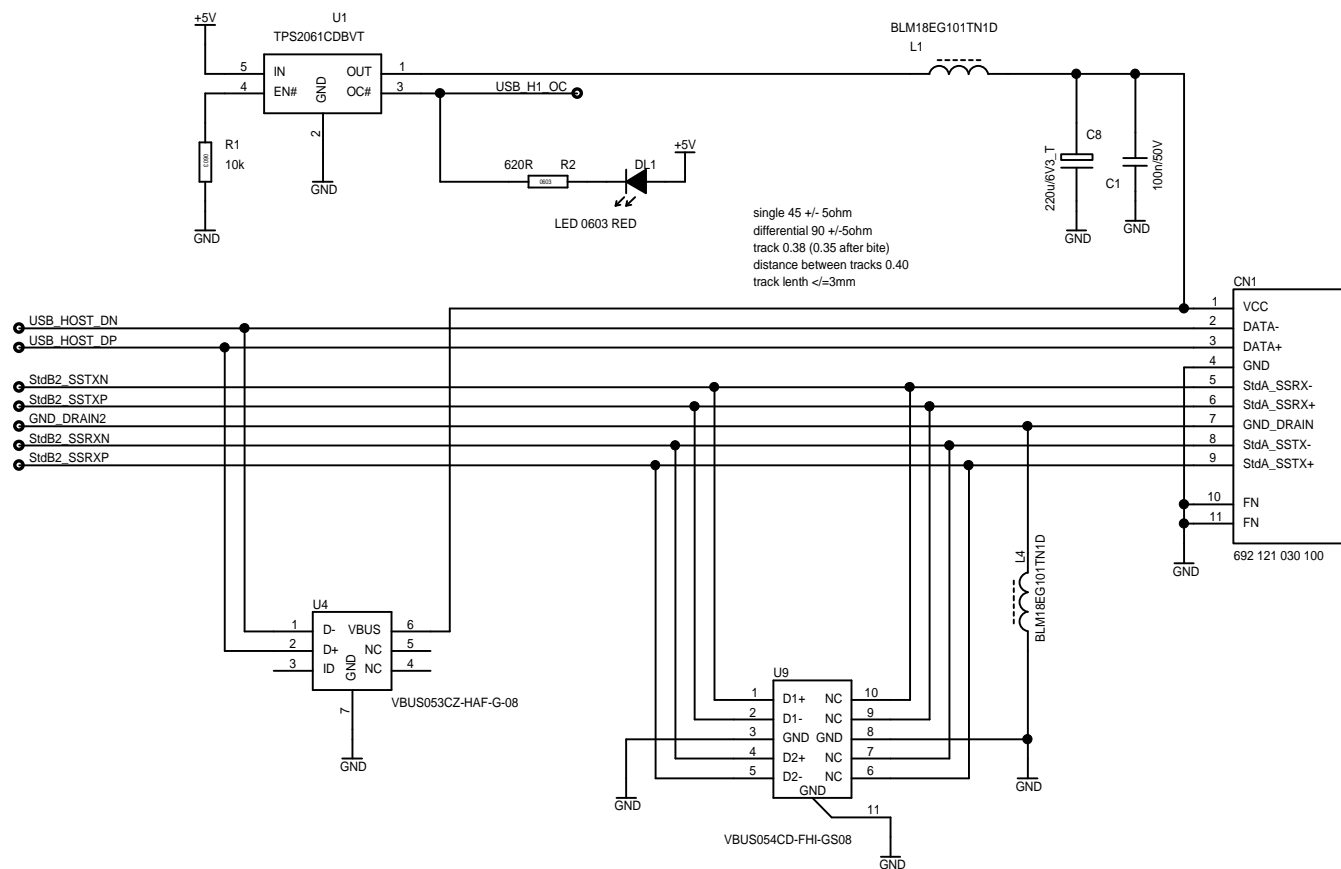 +5V
U1
TPS2061CDBVT
5 IN OUT 1
4 EN# OC# 3
GND
2
GND
USB_H1_OC
R1
10k
0603
GND
620R R2
0603
DL1
+5V
LED 0603 RED
BLM18EG101TN1D
L1
C8
220u/6V3_T
GND
C1
100n/50V
GND
single 45 +/- 5ohm
differential 90 +/-5ohm
track 0.38 (0.35 after bite)
distance between tracks 0.40
track lenth </=3mm
USB_HOST_DN
USB_HOST_DP
StdB2_SSTXN
StdB2_SSTXP
GND_DRAIN2
StdB2_SSRXN
StdB2_SSRXP
CN1
1 VCC
2 DATA-
3 DATA+
4 GND
5 StdA_SSRX-
6 StdA_SSRX+
7 GND_DRAIN
8 StdA_SSTX-
9 StdA_SSTX+
10 FN
11 FN
692 121 030 100
GND
U4
1 D- VBUS 6
2 D+ NC 5
3 ID NC 4
GND
7
VBUS053CZ-HAF-G-08
GND
U9
1 D1+ NC 10
2 D1- NC 9
3 GND GND 8
4 D2+ NC 7
5 D2- NC 6
GND
11
VBUS054CD-FHI-GS08
GND
GND
L4
BLM18EG101TN1D
GND